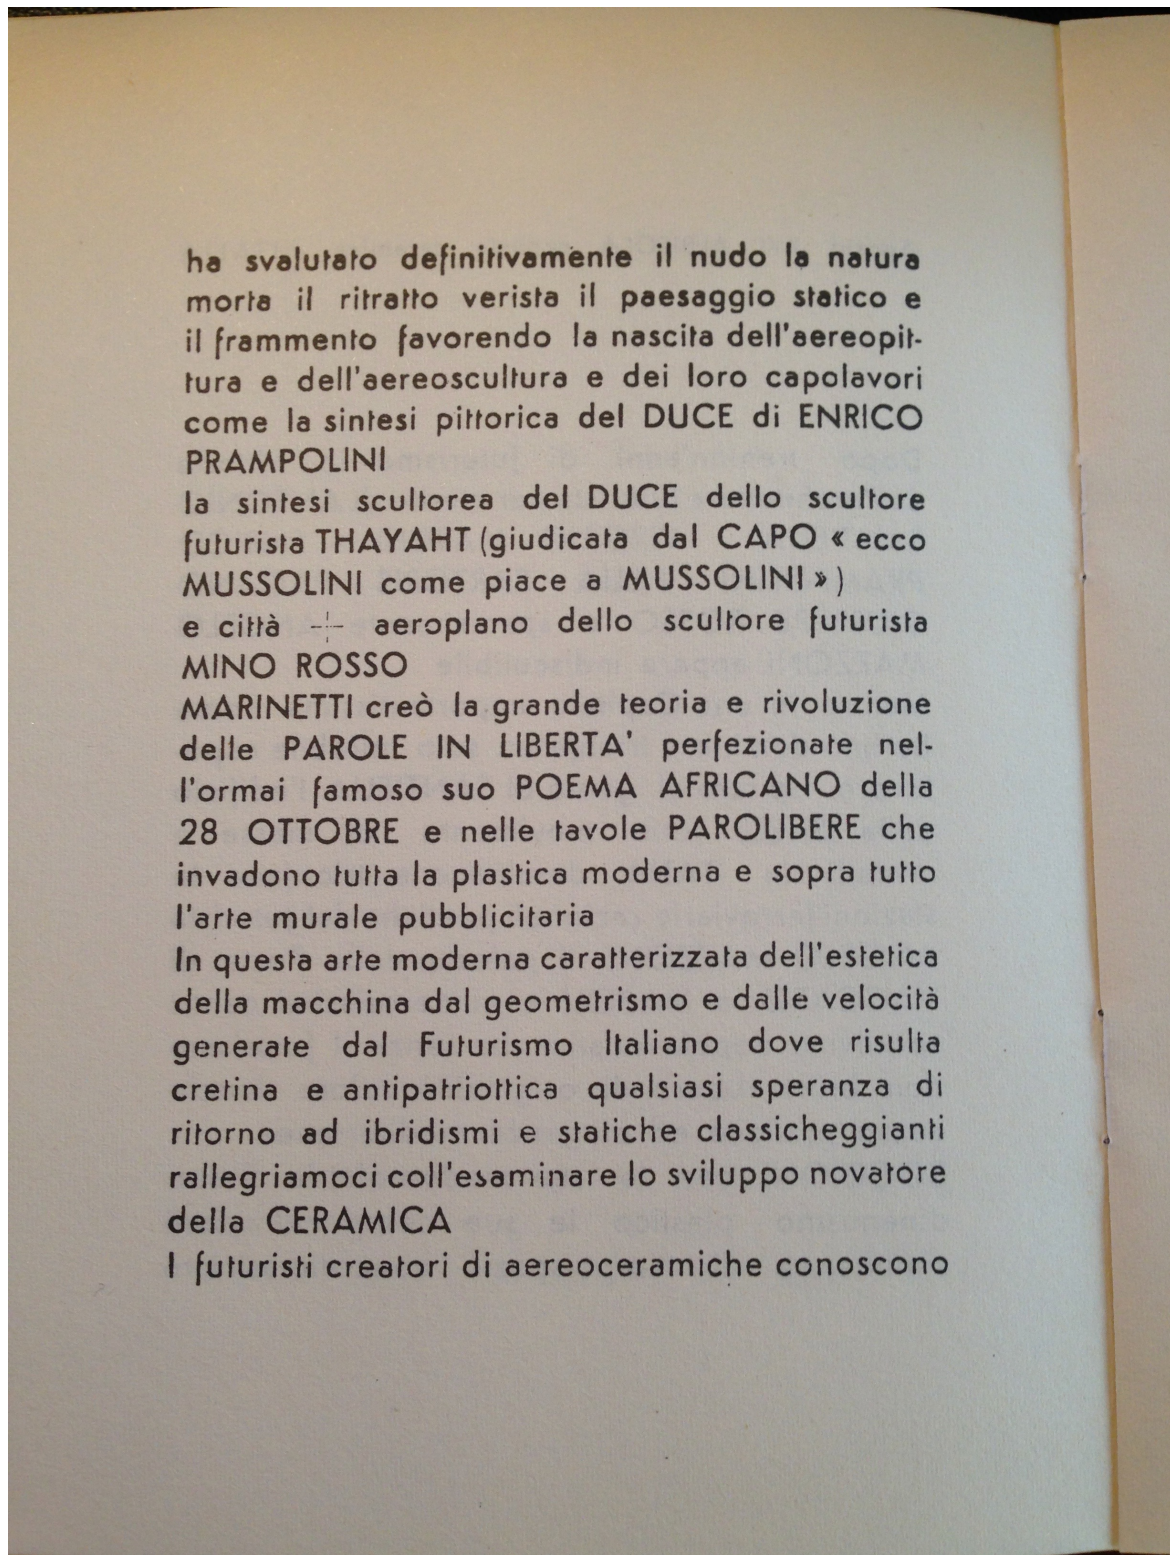 ha svalutato definitivamente il nudo la natura
morta il ritratto verista il paesaggio statico e
il frammento favorendo la nascita dell'aereopit-
tura e dell'aereoscultura e dei loro capolavori
come la sintesi pittorica del DUCE di ENRICO
PRAMPOLINI
la sintesi scultorea del DUCE dello scultore
futurista THAYAHT (giudicata dal CAPO « ecco
MUSSOLINI come piace a MUSSOLINI » )
e città + aeroplano dello scultore futurista
MINO ROSSO
MARINETTI creò la grande teoria e rivoluzione
delle PAROLE IN LIBERTA' perfezionate nel-
l'ormai famoso suo POEMA AFRICANO della
28 OTTOBRE e nelle tavole PAROLIBERE che
invadono tutta la plastica moderna e sopra tutto
l'arte murale pubblicitaria
In questa arte moderna caratterizzata dell'estetica
della macchina dal geometrismo e dalle velocità
generate dal Futurismo Italiano dove risulta
cretina e antipatriottica qualsiasi speranza di
ritorno ad ibridismi e statiche classicheggianti
rallegriamoci coll'esaminare lo sviluppo novatore
della CERAMICA
I futuristi creatori di aereoceramiche conoscono